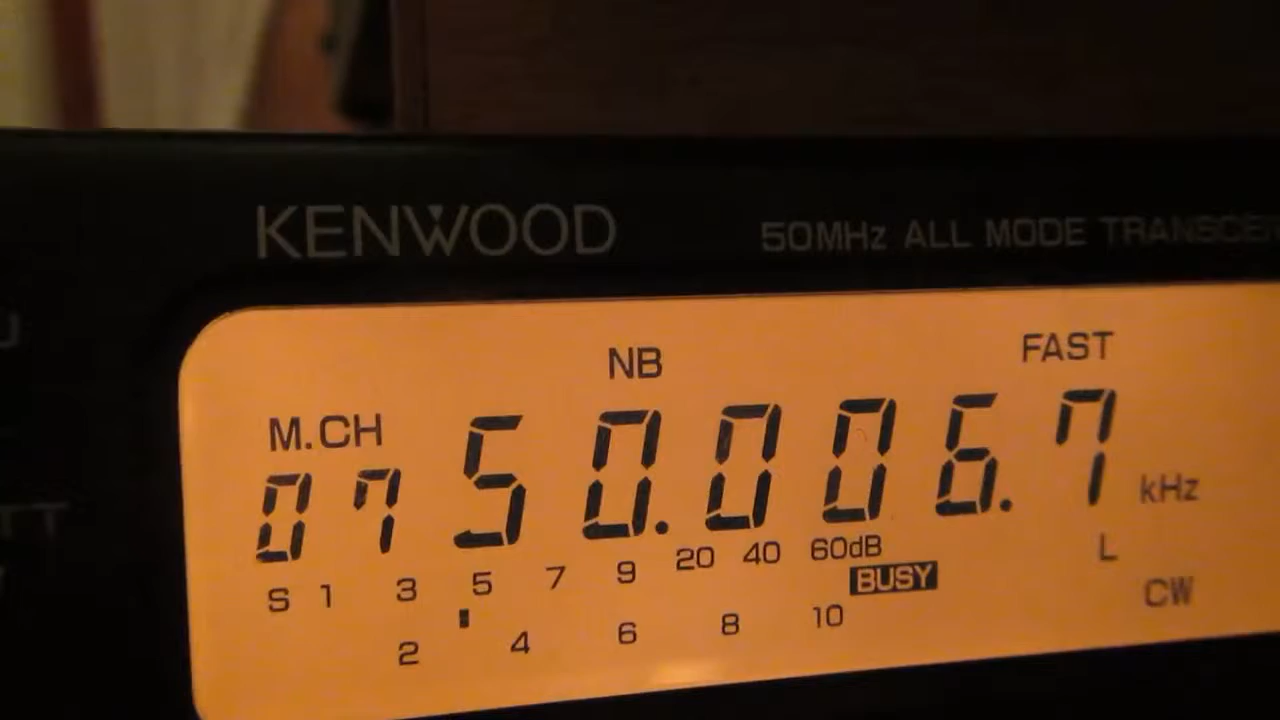 KENWOOD
50MHz ALL MODE
NB FAST
M.CH
07 50.006.7 kHz
S 1 3 5 7 9 20 40 60dB L
BUSY
2 4 6 8 10 CW